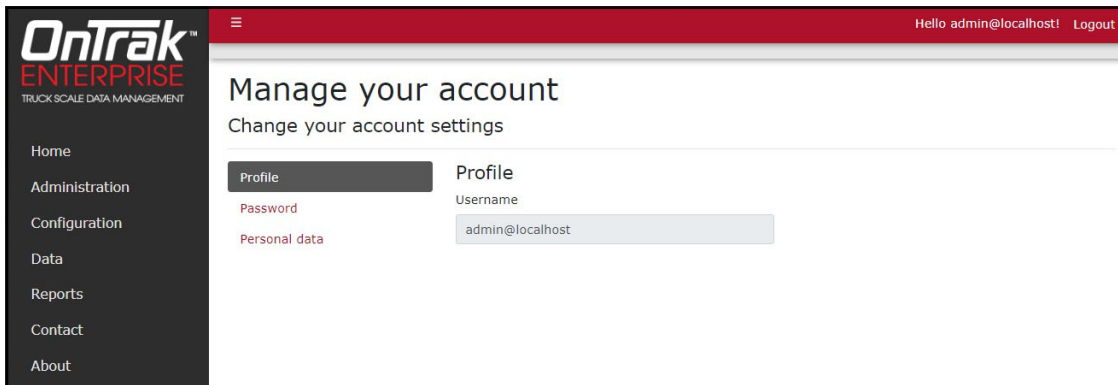 OnTrak™
ENTERPRISE
TRUCK SCALE DATA MANAGEMENT
Home
Administration
Configuration
Data
Reports
Contact
About
Hello admin@localhost! Logout
Manage your account
Change your account settings
Profile
Password
Personal data
Profile
Username
admin@localhost